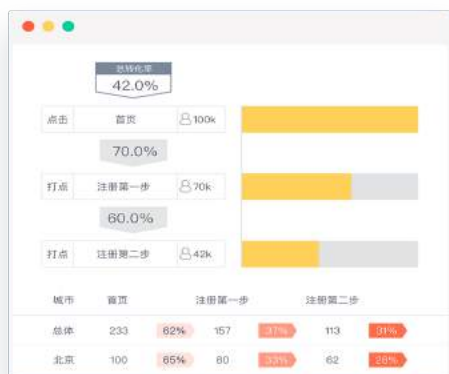 总转化率
42.0%
点击 首页 100k
70.0%
打点 注册第一步 70k
60.0%
打点 注册第二步 42k
城市 首页 注册第一步 注册第二步
总体 233 62% 157 37% 113 31%
北京 100 65% 80 33% 62 28%